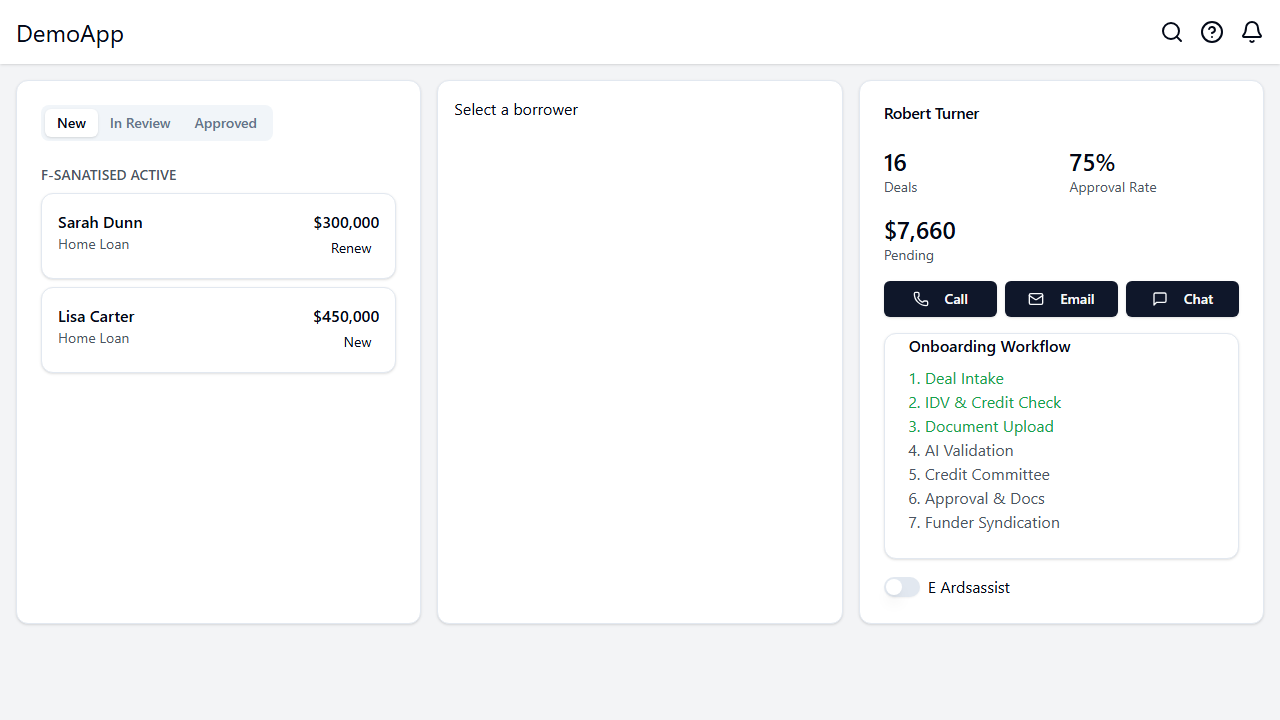 DemoApp
New In Review Approved
F-SANATISED ACTIVE
Sarah Dunn $300,000
Home Loan Renew
Lisa Carter $450,000
Home Loan New
Select a borrower
Robert Turner
16 75%
Deals Approval Rate
$7,660
Pending
Call Email Chat
Onboarding Workflow
1. Deal Intake
2. IDV & Credit Check
3. Document Upload
4. AI Validation
5. Credit Committee
6. Approval & Docs
7. Funder Syndication
E Ardsassist